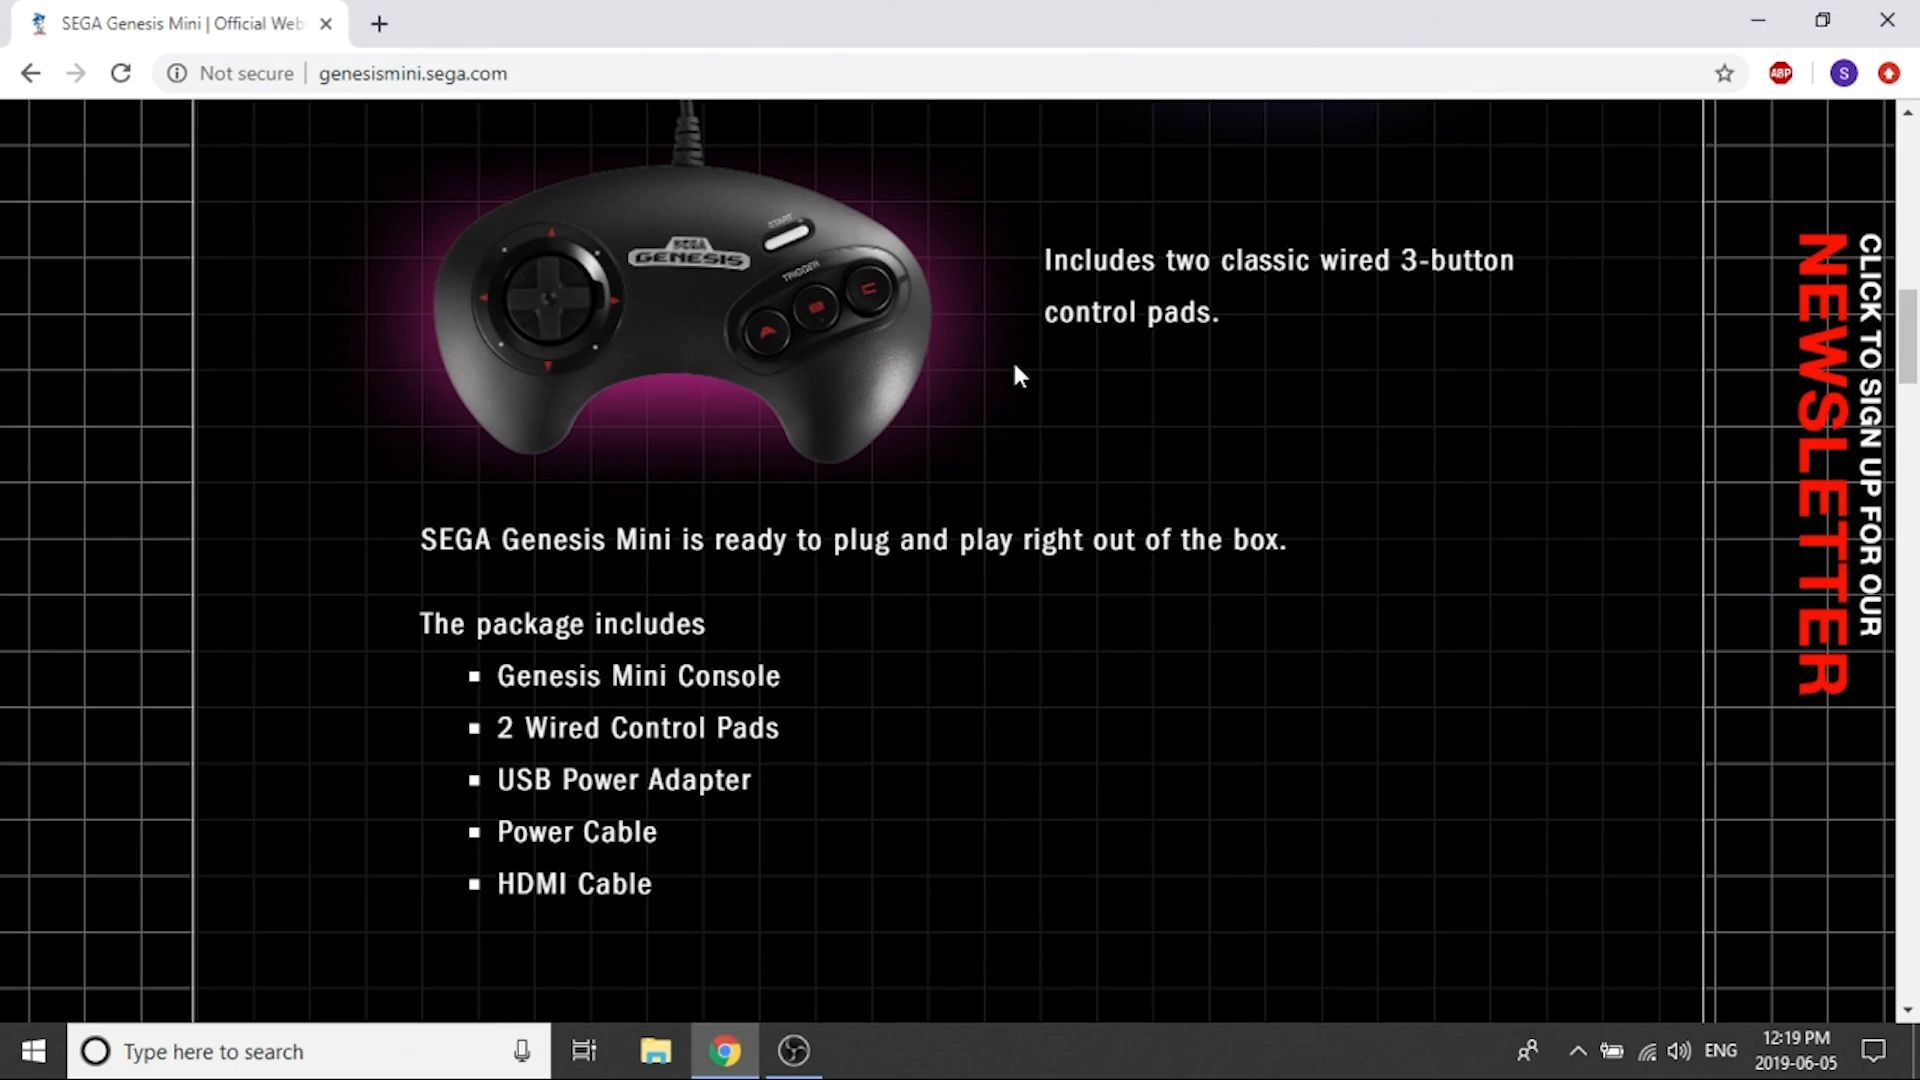 SEGA Genesis Mini | Official Web
Not secure
genesismini.sega.com
ABP
S
START
SEGA
GENESIS
TRIGGER
A
B
C
Includes two classic wired 3-button
control pads.
CLICK TO SIGN UP FOR OUR
NEWSLETTER
SEGA Genesis Mini is ready to plug and play right out of the box.
The package includes
Genesis Mini Console
2 Wired Control Pads
USB Power Adapter
Power Cable
HDMI Cable
Type here to search
ENG
12:19 PM
2019-06-05